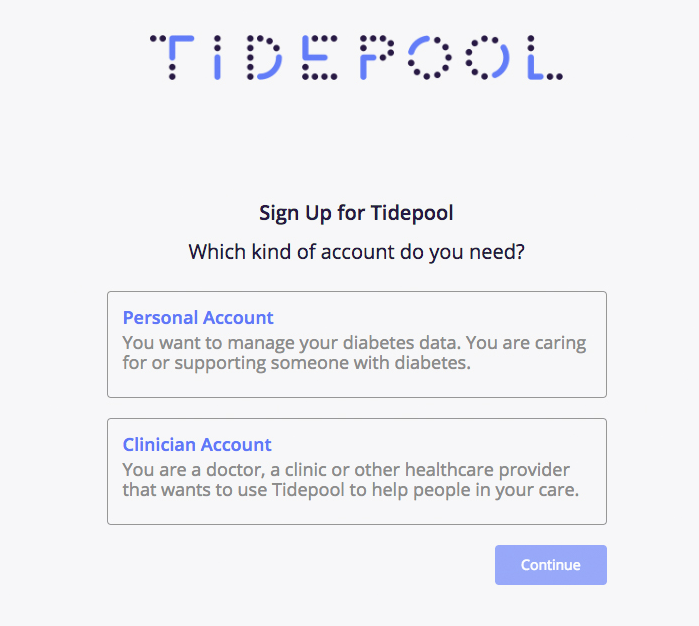 TIDEPOOL
Sign Up for Tidepool
Which kind of account do you need?
Personal Account
You want to manage your diabetes data. You are caring
for or supporting someone with diabetes.
Clinician Account
You are a doctor, a clinic or other healthcare provider
that wants to use Tidepool to help people in your care.
Continue